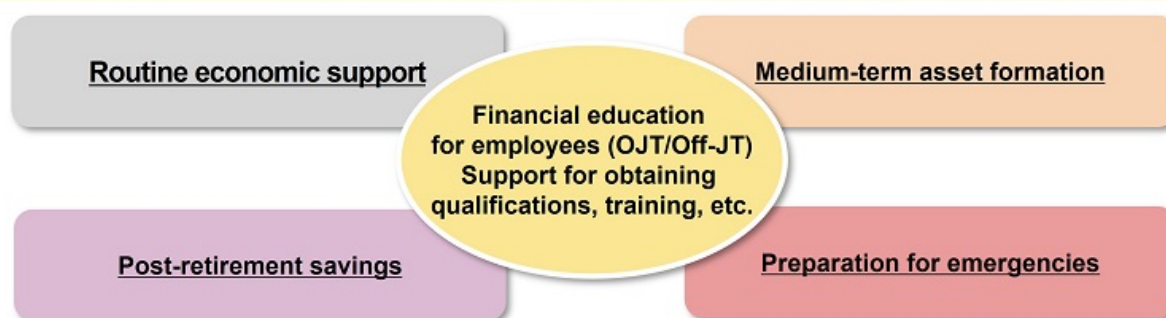 Routine economic support
Medium-term asset formation
Financial education
for employees (OJT/Off-JT)
Support for obtaining
qualifications, training, etc.
Post-retirement savings
Preparation for emergencies